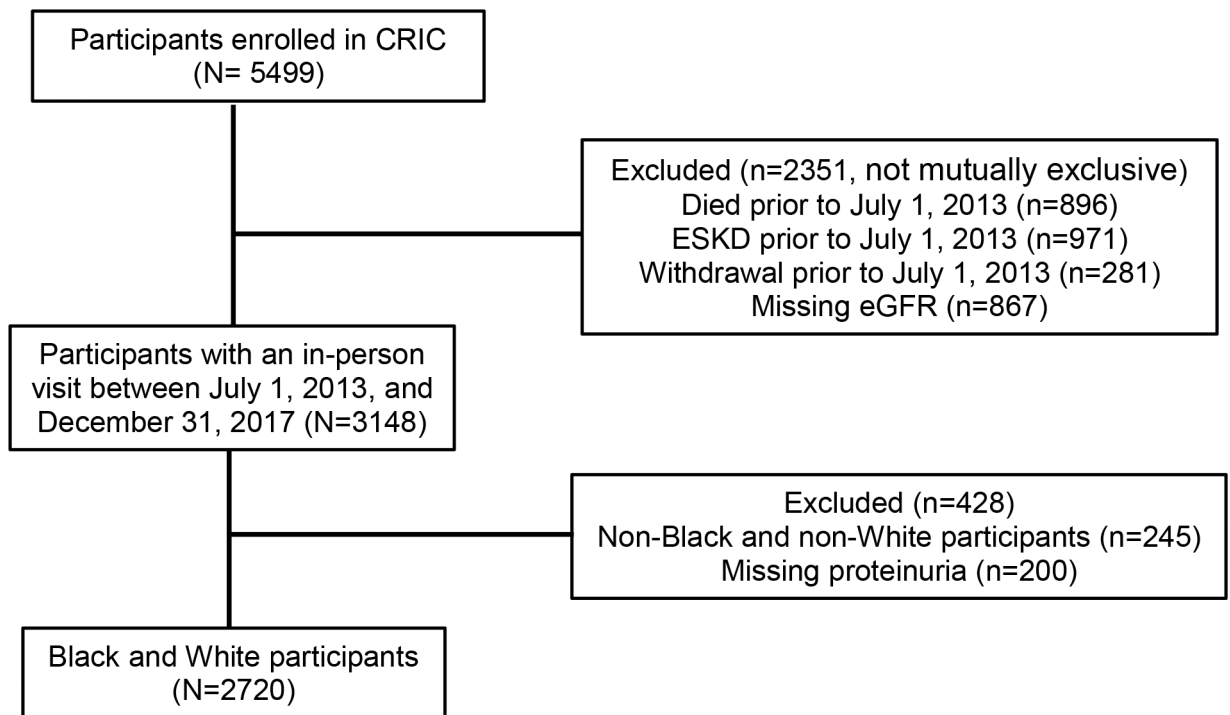 Participants enrolled in CRIC
(N= 5499)
Excluded (n=2351, not mutually exclusive)
Died prior to July 1, 2013 (n=896)
ESKD prior to July 1, 2013 (n=971)
Withdrawal prior to July 1, 2013 (n=281)
Missing eGFR (n=867)
Participants with an in-person
visit between July 1, 2013, and
December 31, 2017 (N=3148)
Excluded (n=428)
Non-Black and non-White participants (n=245)
Missing proteinuria (n=200)
Black and White participants
(N=2720)